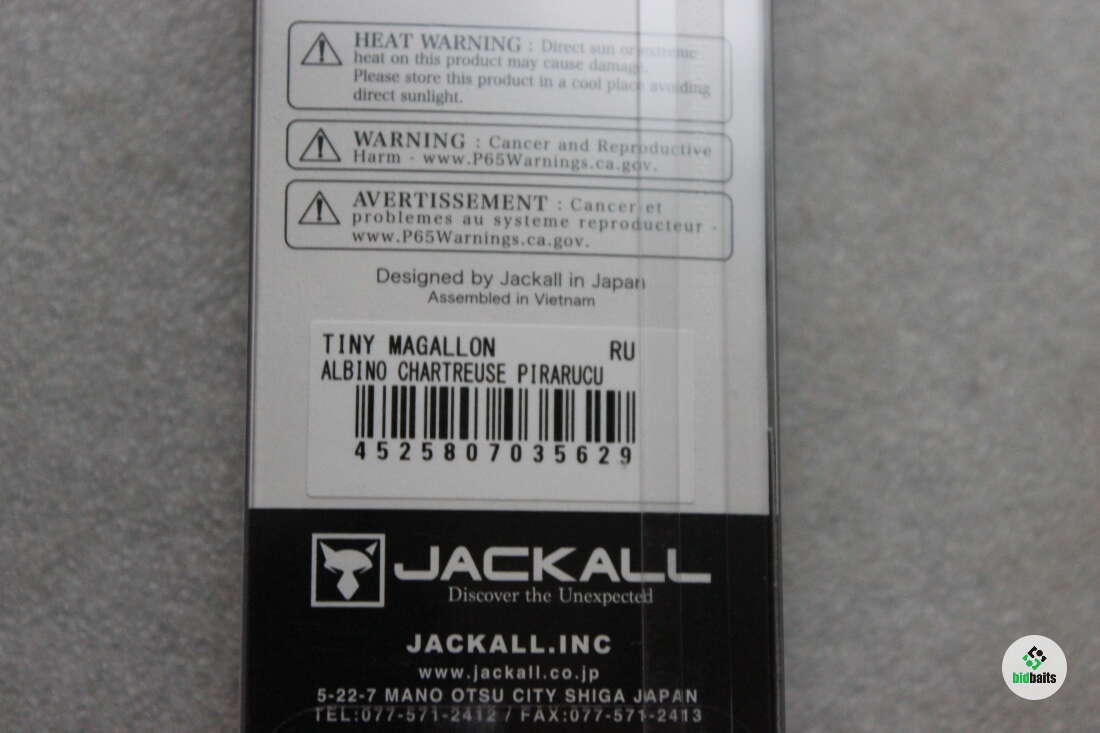 HEAT WARNING : Direct sun or extreme
heat on this product may cause damage.
Please store this product in a cool place avoiding
direct sunlight.
WARNING : Cancer and Reproductive
Harm - www.P65Warnings.ca.gov.
AVERTISSEMENT : Cancer et
problemes au systeme reproducteur -
www.P65Warnings.ca.gov.
Designed by Jackall in Japan
Assembled in Vietnam
TINY MAGALLON RU
ALBINO CHARTREUSE PIRARUCU
4525807035629
JACKALL
Discover the Unexpected
JACKALL.INC
www.jackall.co.jp
5-22-7 MANO OTSU CITY SHIGA JAPAN
TEL:077-571-2412 / FAX:077-571-2413
bidbaits